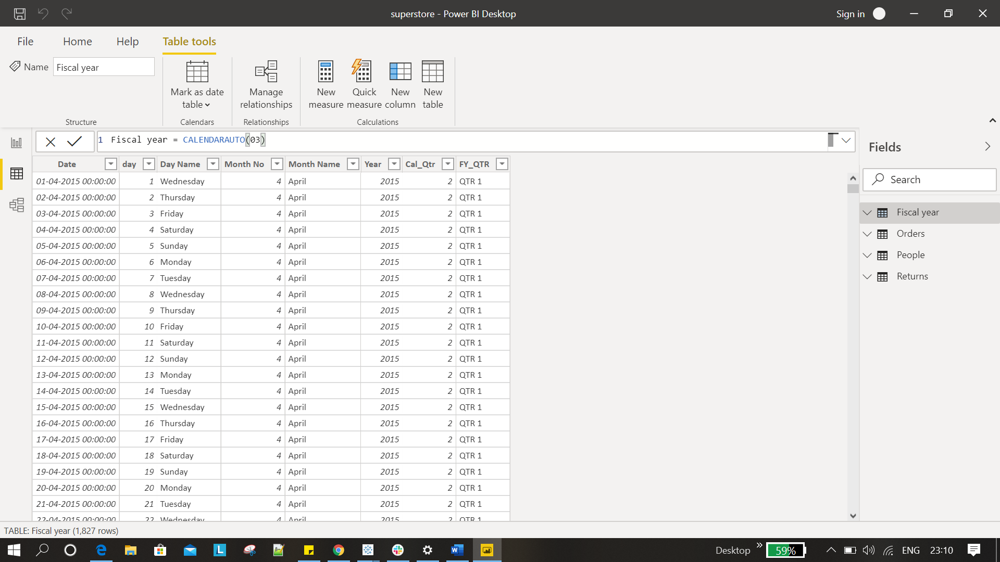 superstore - Power BI Desktop
Sign in
File Home Help Table tools
Name Fiscal year
Mark as date table
Manage relationships
New measure
Quick measure
New column
New table
Structure Calendars Relationships Calculations
1 Fiscal year = CALENDARAUTO(03)
Fields
Search
Fiscal year
Orders
People
Returns
Date day Day Name Month No Month Name Year Cal_Qtr FY_QTR
01-04-2015 00:00:00 1 Wednesday 4 April 2015 2 QTR 1
02-04-2015 00:00:00 2 Thursday 4 April 2015 2 QTR 1
03-04-2015 00:00:00 3 Friday 4 April 2015 2 QTR 1
04-04-2015 00:00:00 4 Saturday 4 April 2015 2 QTR 1
05-04-2015 00:00:00 5 Sunday 4 April 2015 2 QTR 1
06-04-2015 00:00:00 6 Monday 4 April 2015 2 QTR 1
07-04-2015 00:00:00 7 Tuesday 4 April 2015 2 QTR 1
08-04-2015 00:00:00 8 Wednesday 4 April 2015 2 QTR 1
09-04-2015 00:00:00 9 Thursday 4 April 2015 2 QTR 1
10-04-2015 00:00:00 10 Friday 4 April 2015 2 QTR 1
11-04-2015 00:00:00 11 Saturday 4 April 2015 2 QTR 1
12-04-2015 00:00:00 12 Sunday 4 April 2015 2 QTR 1
13-04-2015 00:00:00 13 Monday 4 April 2015 2 QTR 1
14-04-2015 00:00:00 14 Tuesday 4 April 2015 2 QTR 1
15-04-2015 00:00:00 15 Wednesday 4 April 2015 2 QTR 1
16-04-2015 00:00:00 16 Thursday 4 April 2015 2 QTR 1
17-04-2015 00:00:00 17 Friday 4 April 2015 2 QTR 1
18-04-2015 00:00:00 18 Saturday 4 April 2015 2 QTR 1
19-04-2015 00:00:00 19 Sunday 4 April 2015 2 QTR 1
20-04-2015 00:00:00 20 Monday 4 April 2015 2 QTR 1
21-04-2015 00:00:00 21 Tuesday 4 April 2015 2 QTR 1
22-04-2015 00:00:00 22 Wednesday 4 April 2015 2 QTR 1
TABLE: Fiscal year (1,827 rows)
Desktop 59% ENG 23:10